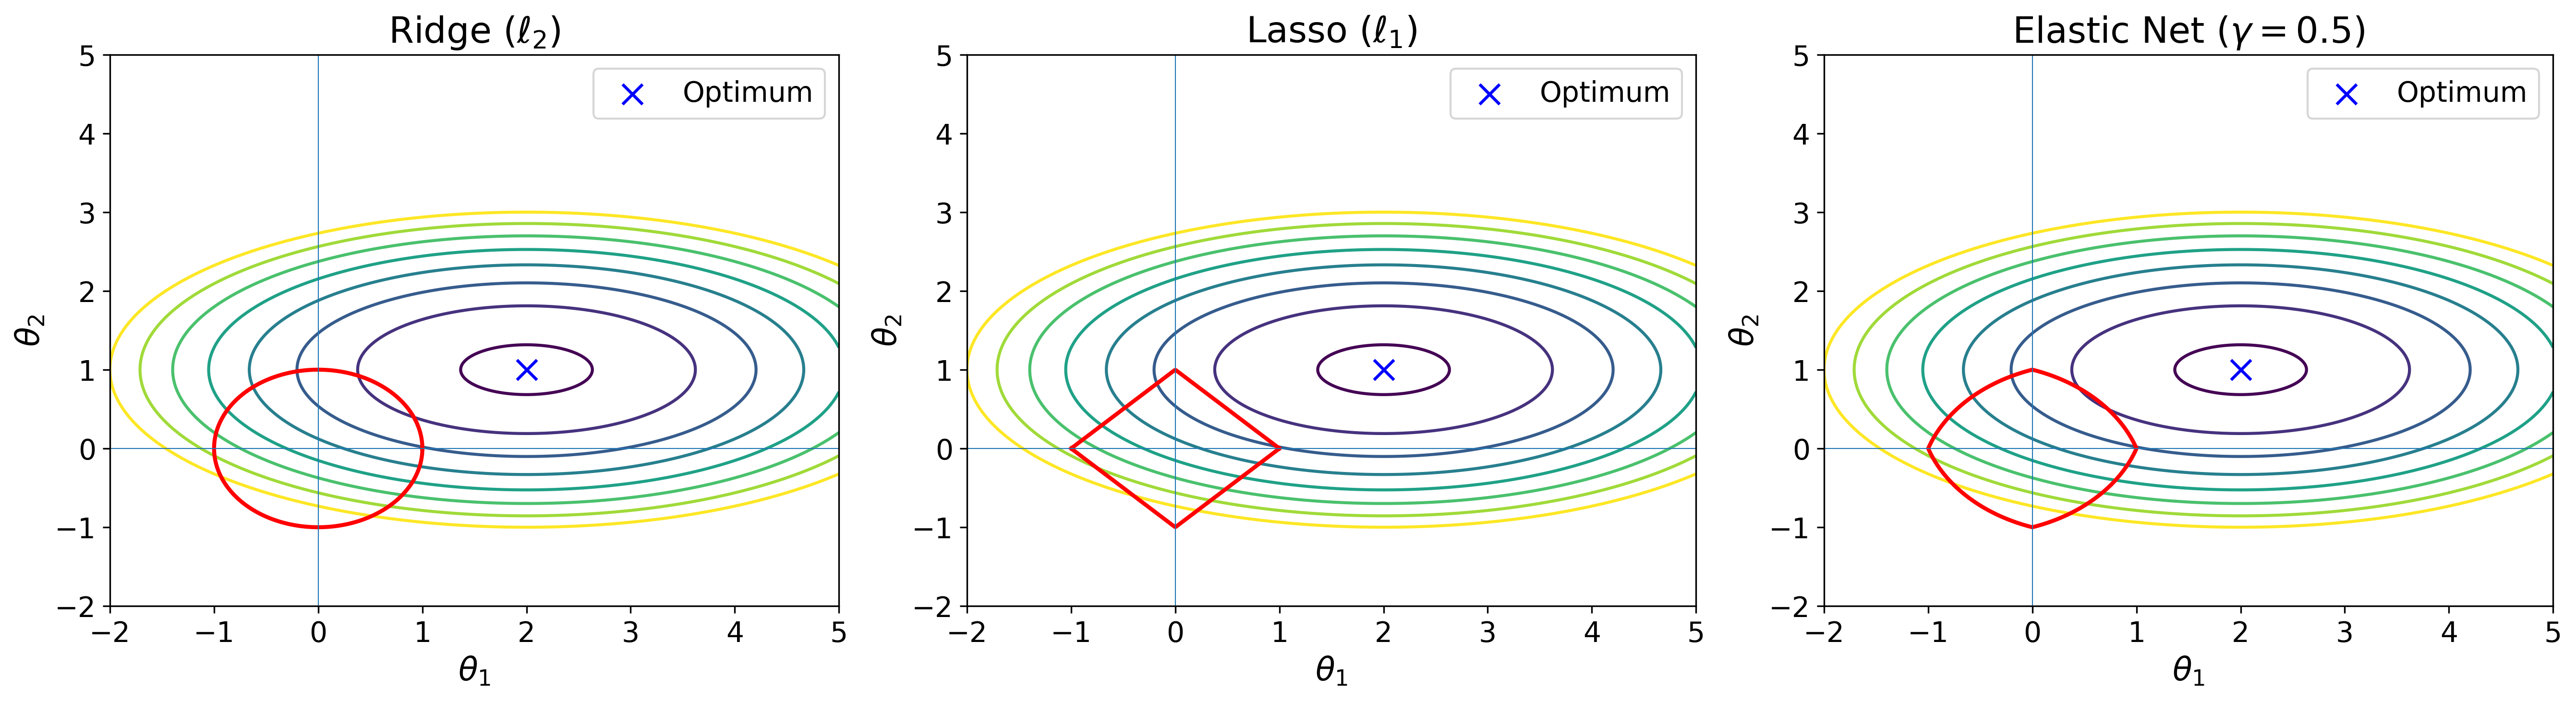 Ridge (ℓ₂)
Optimum
5
4
3
2
1
0
−1
−2
θ₂
−2 −1 0 1 2 3 4 5
θ₁
Lasso (ℓ₁)
Optimum
5
4
3
2
1
0
−1
−2
θ₂
−2 −1 0 1 2 3 4 5
θ₁
Elastic Net (γ = 0.5)
Optimum
5
4
3
2
1
0
−1
−2
θ₂
−2 −1 0 1 2 3 4 5
θ₁